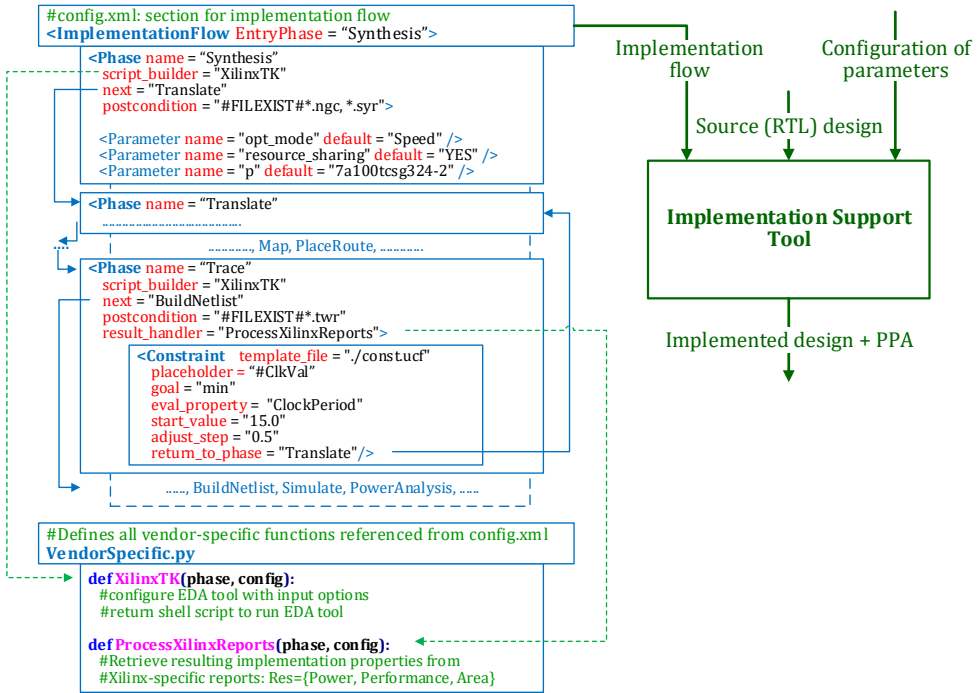 #config.xml: section for implementation flow
<ImplementationFlow EntryPhase = “Synthesis”>
<Phase name = “Synthesis”
script_builder = "XilinxTK”
next = "Translate”
postcondition = "#FILEXIST#*.ngc, *.syr">
<Parameter name = "opt_mode" default = "Speed" />
<Parameter name = "resource_sharing" default = "YES" />
<Parameter name = "p" default = "7a100tcsg324-2" />
<Phase name = “Translate”
..........................................
.....
............., Map, PlaceRoute, ..............
<Phase name = “Trace”
script_builder = "XilinxTK”
next = "BuildNetlist”
postcondition = "#FILEXIST#*.twr”
result_handler = "ProcessXilinxReports">
<Constraint template_file = "./const.ucf"
placeholder = “#ClkVal”
goal = "min"
eval_property = "ClockPeriod"
start_value = "15.0"
adjust_step = "0.5"
return_to_phase = "Translate"/>
......, BuildNetlist, Simulate, PowerAnalysis, ......
#Defines all vendor-specific functions referenced from config.xml
VendorSpecific.py
def XilinxTK(phase, config):
#configure EDA tool with input options
#return shell script to run EDA tool
def ProcessXilinxReports(phase, config):
#Retrieve resulting implementation properties from
#Xilinx-specific reports: Res={Power, Performance, Area}
Implementation
flow
Configuration of
parameters
Source (RTL) design
Implementation Support
Tool
Implemented design + PPA